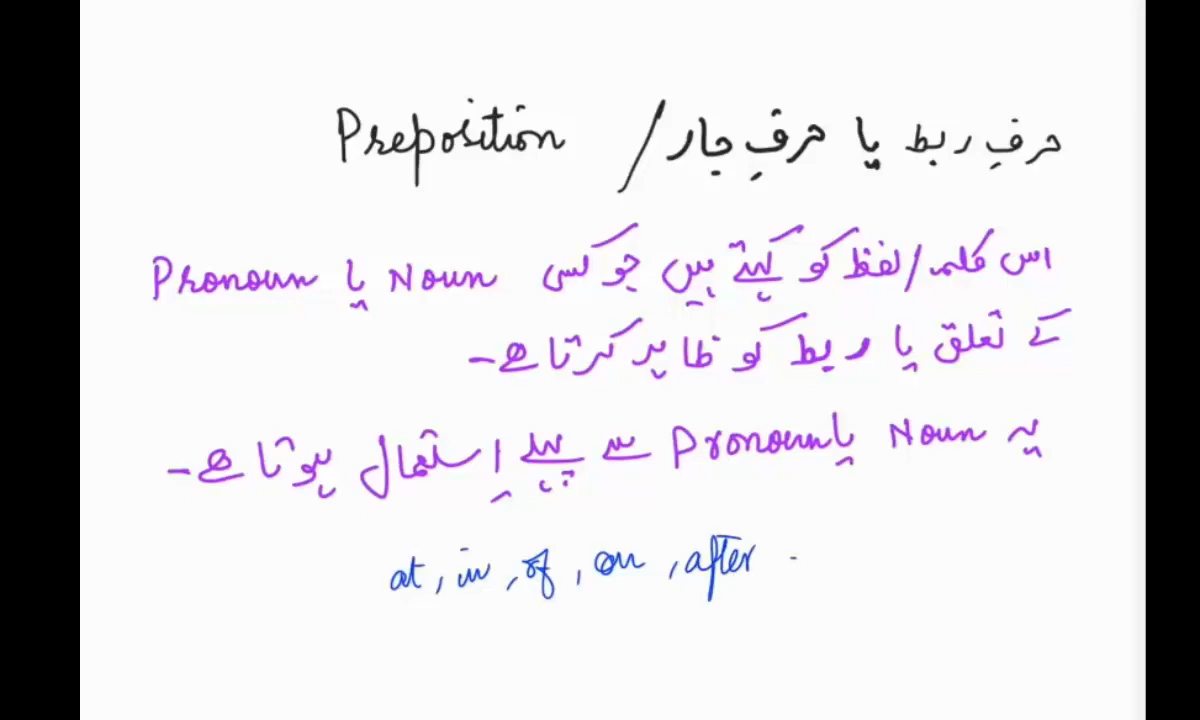 حرفِ ربط یا حرفِ جار / Preposition
اس کلمہ/لفظ کو کہتے ہیں جو کسی Noun یا Pronoun
کے تعلق یا ربط کو ظاہر کرتا ہے۔
یہ Noun یا Pronoun سے پہلے اِستعمال ہوتا ہے۔
at, in, of, on, after